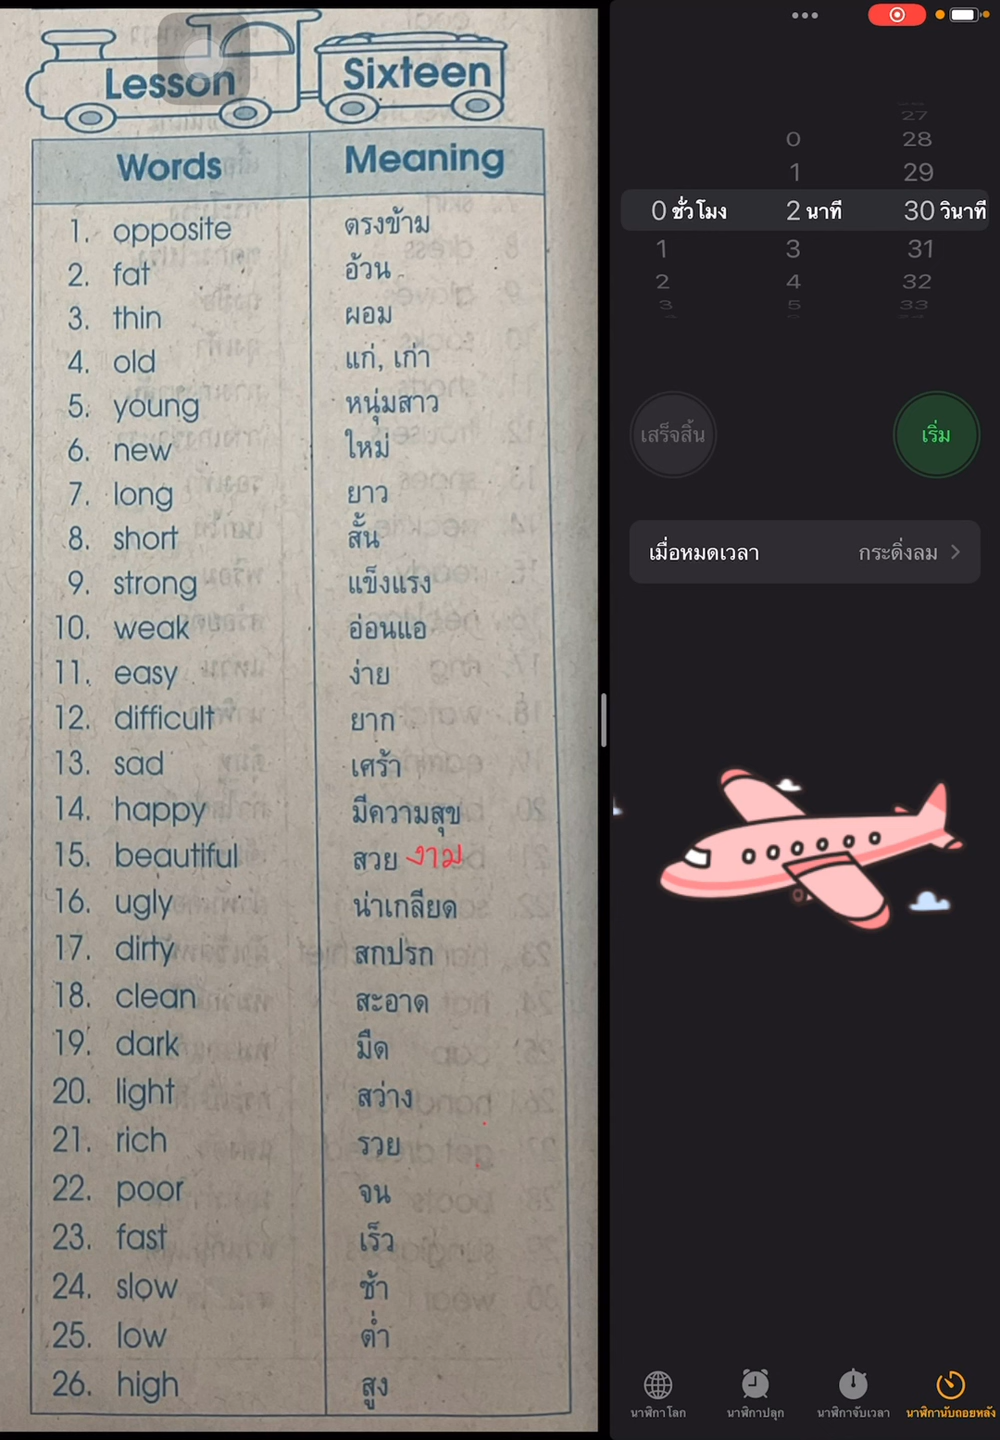 Lesson Sixteen
Words Meaning
1. opposite ตรงข้าม
2. fat อ้วน
3. thin ผอม
4. old แก่, เก่า
5. young หนุ่มสาว
6. new ใหม่
7. long ยาว
8. short สั้น
9. strong แข็งแรง
10. weak อ่อนแอ
11. easy ง่าย
12. difficult ยาก
13. sad เศร้า
14. happy มีความสุข
15. beautiful สวย งาม
16. ugly น่าเกลียด
17. dirty สกปรก
18. clean สะอาด
19. dark มืด
20. light สว่าง
21. rich รวย
22. poor จน
23. fast เร็ว
24. slow ช้า
25. low ต่ำ
26. high สูง
27
0 28
1 29
0 ชั่วโมง 2 นาที 30 วินาที
1 3 31
2 4 32
3 5 33
เสร็จสิ้น เริ่ม
เมื่อหมดเวลา กระดิ่งลม
นาฬิกาโลก นาฬิกาปลุก นาฬิกาจับเวลา นาฬิกานับถอยหลัง